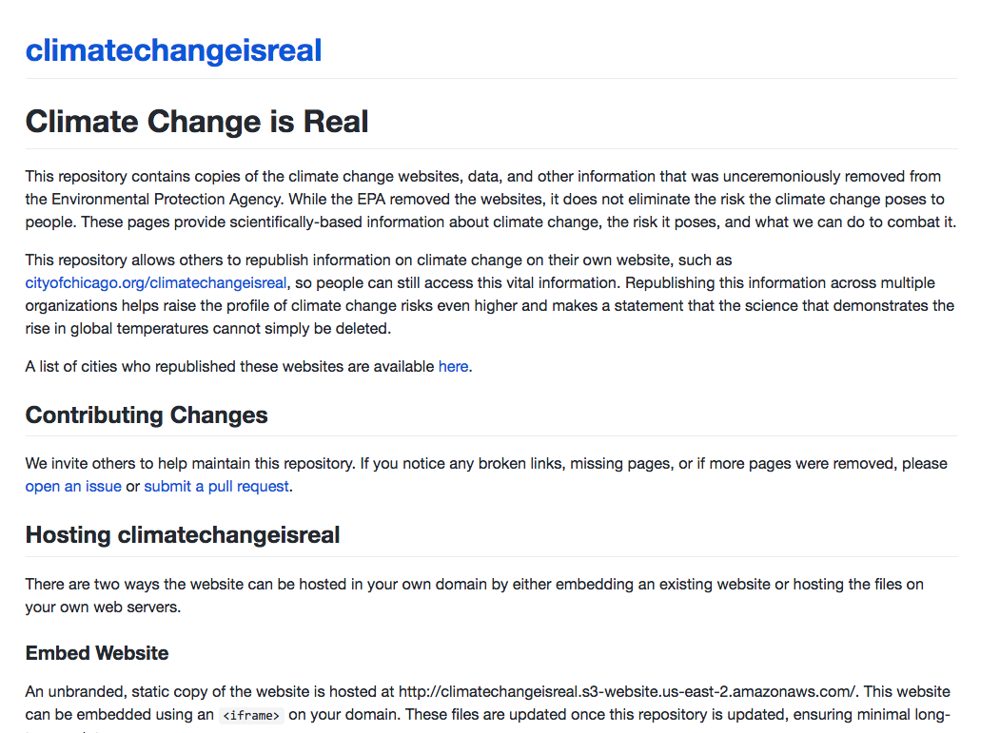 climatechangeisreal
Climate Change is Real
This repository contains copies of the climate change websites, data, and other information that was unceremoniously removed from
the Environmental Protection Agency. While the EPA removed the websites, it does not eliminate the risk the climate change poses to
people. These pages provide scientifically-based information about climate change, the risk it poses, and what we can do to combat it.
This repository allows others to republish information on climate change on their own website, such as
cityofchicago.org/climatechangeisreal, so people can still access this vital information. Republishing this information across multiple
organizations helps raise the profile of climate change risks even higher and makes a statement that the science that demonstrates the
rise in global temperatures cannot simply be deleted.
A list of cities who republished these websites are available here.
Contributing Changes
We invite others to help maintain this repository. If you notice any broken links, missing pages, or if more pages were removed, please
open an issue or submit a pull request.
Hosting climatechangeisreal
There are two ways the website can be hosted in your own domain by either embedding an existing website or hosting the files on
your own web servers.
Embed Website
An unbranded, static copy of the website is hosted at http://climatechangeisreal.s3-website.us-east-2.amazonaws.com/. This website
can be embedded using an <iframe> on your domain. These files are updated once this repository is updated, ensuring minimal long-